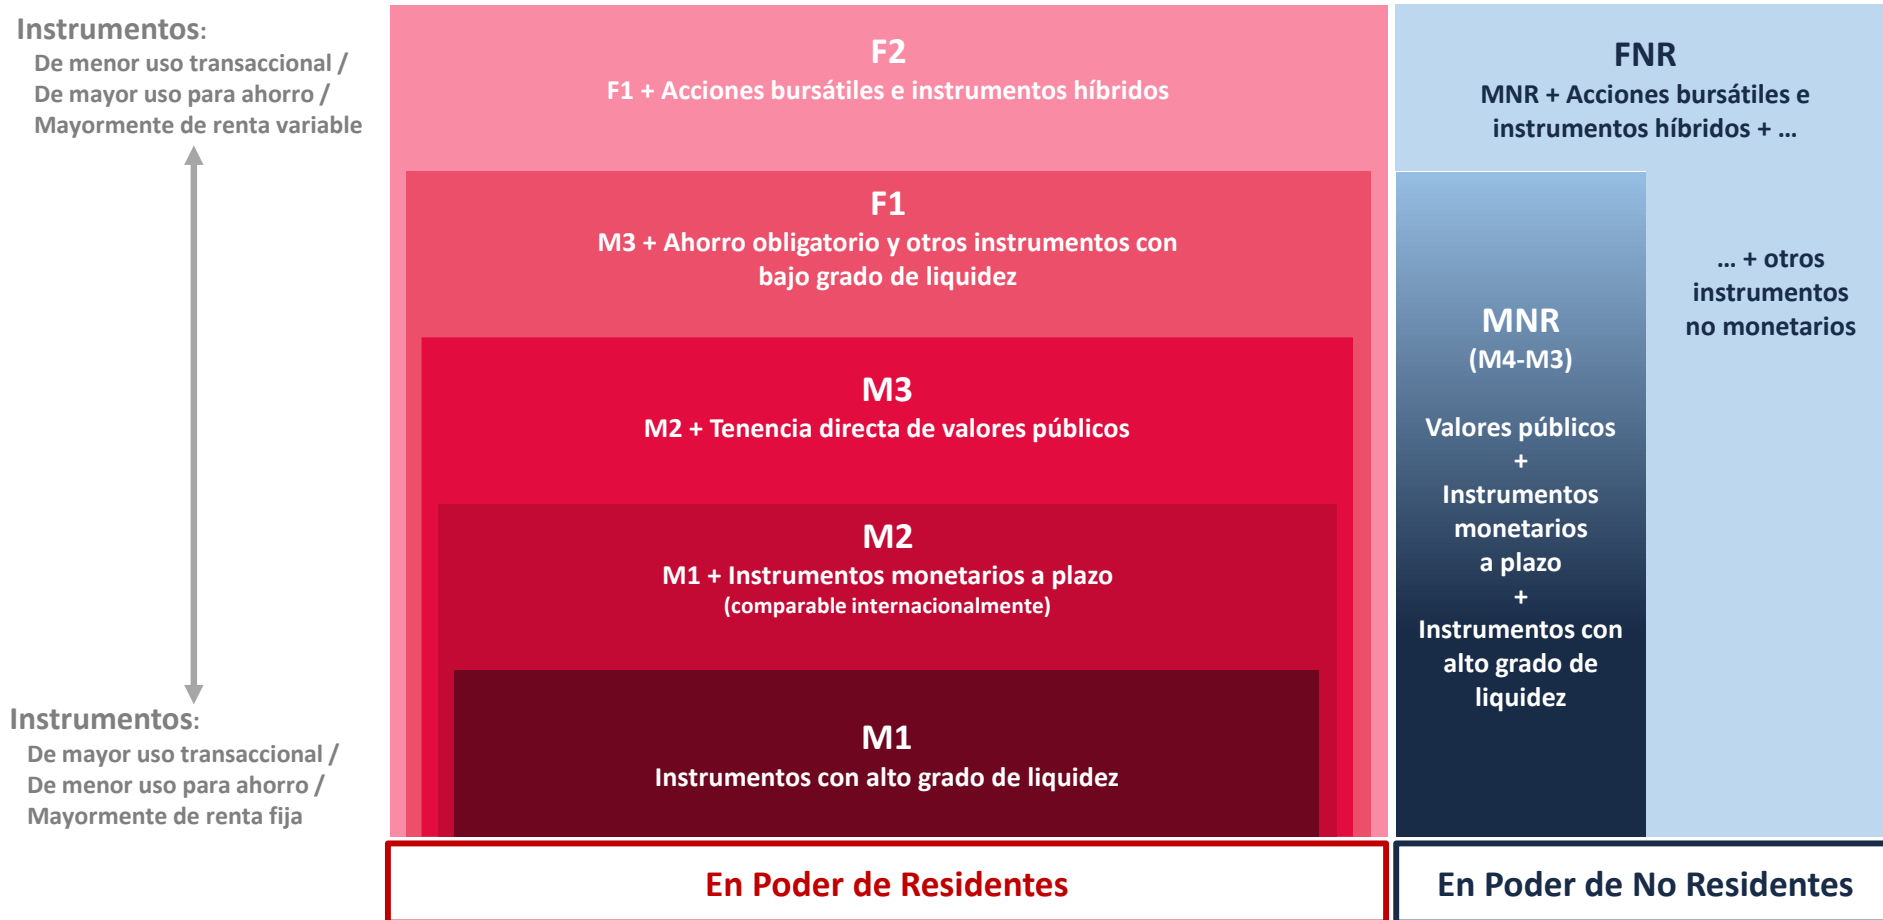 Instrumentos:
De menor uso transaccional /
De mayor uso para ahorro /
Mayormente de renta variable
Instrumentos:
De mayor uso transaccional /
De menor uso para ahorro /
Mayormente de renta fija
F2
F1 + Acciones bursátiles e instrumentos híbridos
F1
M3 + Ahorro obligatorio y otros instrumentos con
bajo grado de liquidez
M3
M2 + Tenencia directa de valores públicos
M2
M1 + Instrumentos monetarios a plazo
(comparable internacionalmente)
M1
Instrumentos con alto grado de liquidez
En Poder de Residentes
FNR
MNR + Acciones bursátiles e
instrumentos híbridos + ...
MNR
(M4-M3)
Valores públicos
+
Instrumentos
monetarios
a plazo
+
Instrumentos con
alto grado de
liquidez
... + otros
instrumentos
no monetarios
En Poder de No Residentes